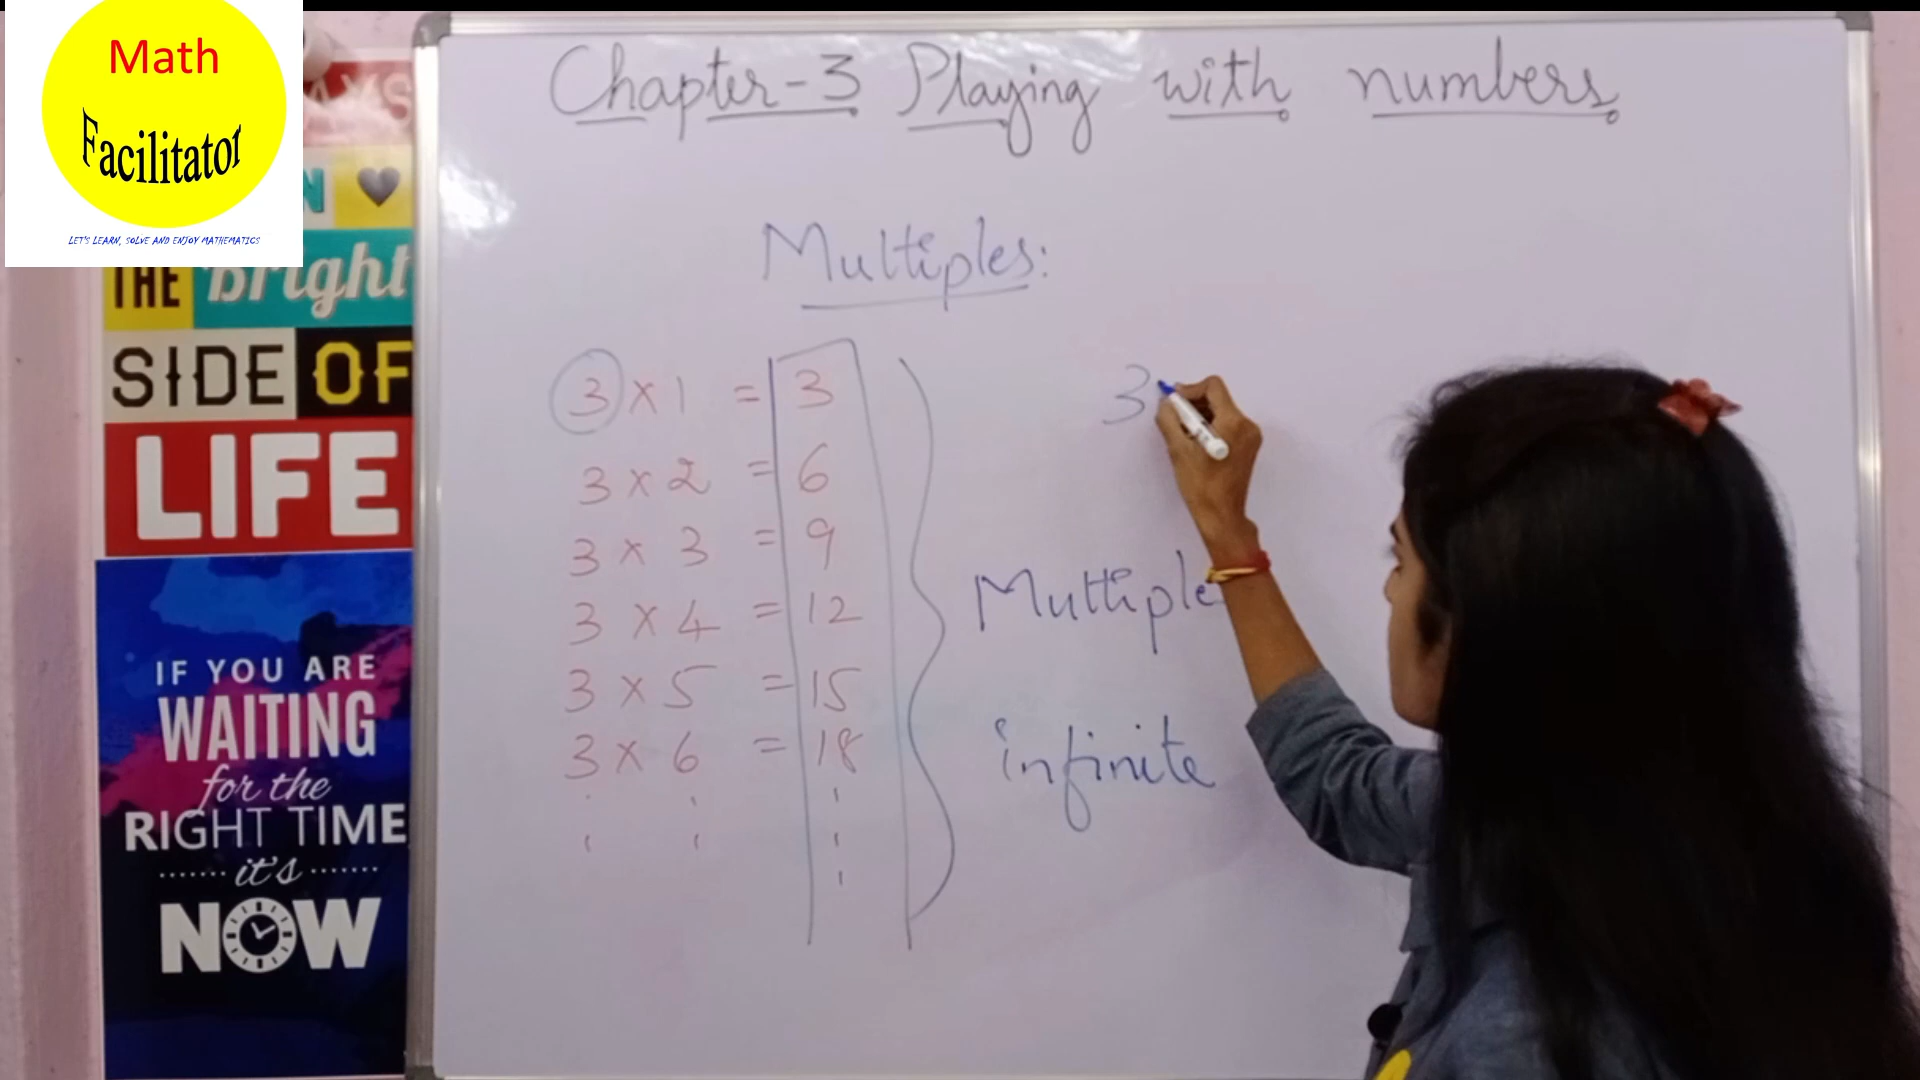 Math
Facilitator
LET'S LEARN, SOLVE AND ENJOY MATHEMATICS
THE bright
SIDE OF
LIFE
IF YOU ARE
WAITING
for the
RIGHT TIME
it's
NOW
Chapter-3 Playing with numbers
Multiples:
3 × 1 = 3
3 × 2 = 6
3 × 3 = 9
3 × 4 = 12
3 × 5 = 15
3 × 6 = 18
3
Multiple
infinite